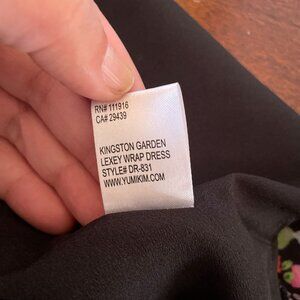 RN# 111916
CA# 29439
KINGSTON GARDEN
LEXEY WRAP DRESS
STYLE# DR-831
WWW.YUMIKIM.COM